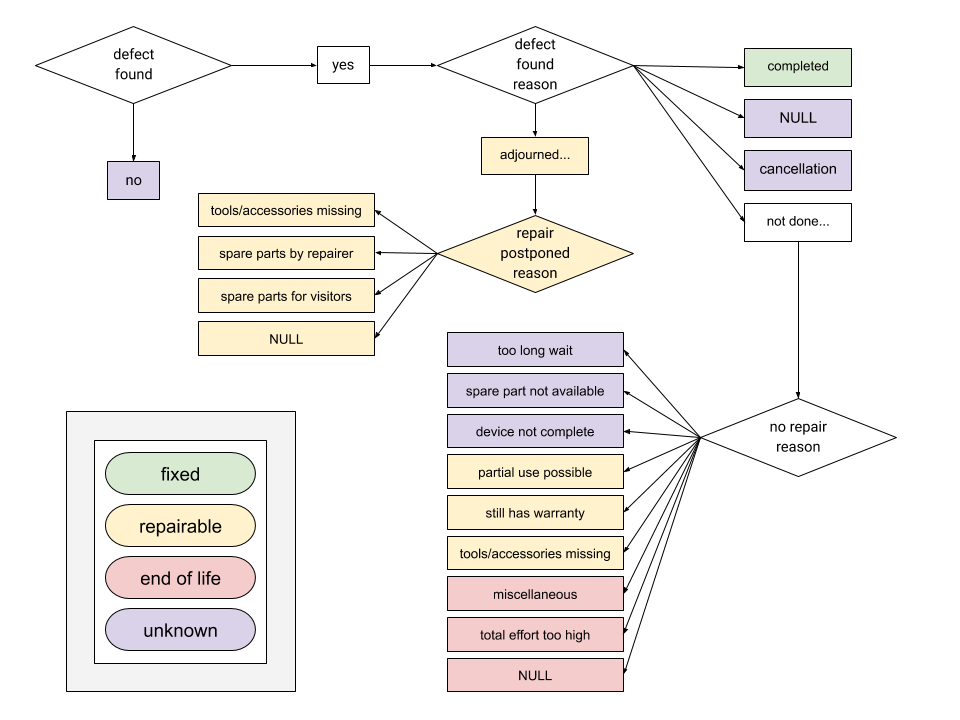 defect
found
yes
defect
found
reason
completed
NULL
cancellation
not done...
no
adjourned...
repair
postponed
reason
tools/accessories missing
spare parts by repairer
spare parts for visitors
NULL
no repair
reason
too long wait
spare part not available
device not complete
partial use possible
still has warranty
tools/accessories missing
miscellaneous
total effort too high
NULL
fixed
repairable
end of life
unknown